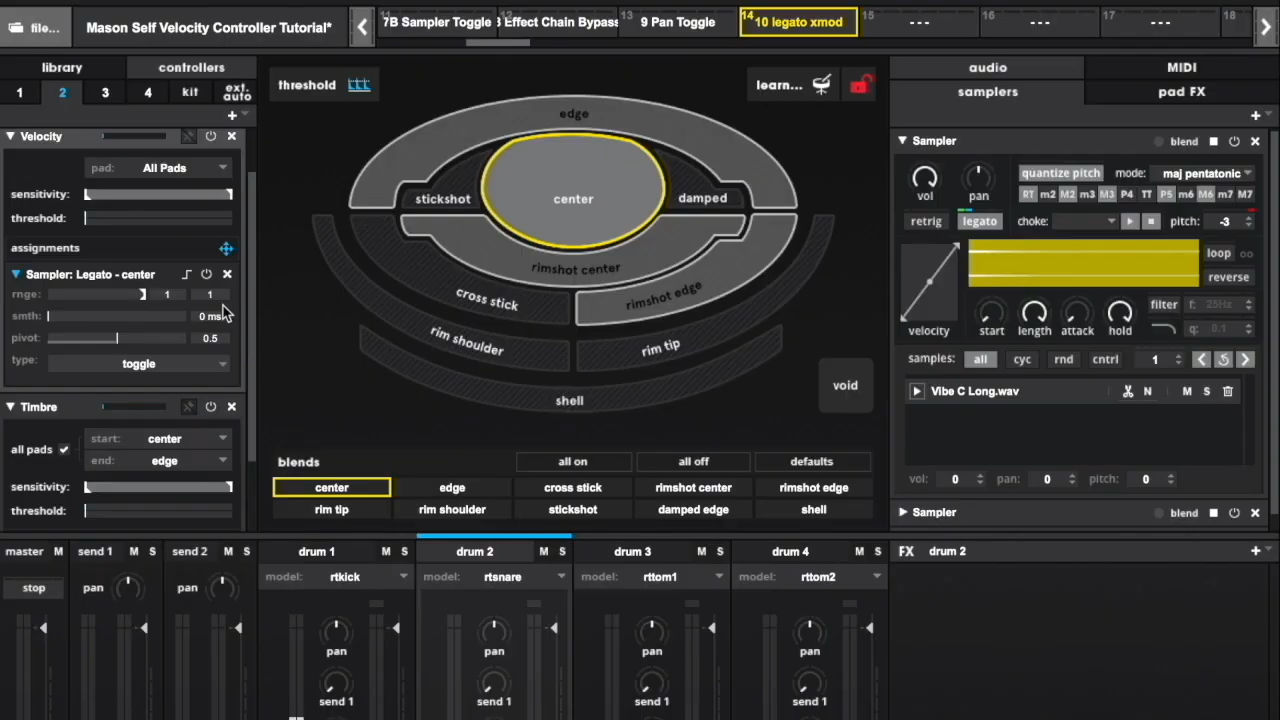 file...
Mason Self Velocity Controller Tutorial*
11
7B Sampler Toggle
Effect Chain Bypass
13
9 Pan Toggle
14
10 legato xmod
15
---
16
---
17
---
18
library
controllers
1
2
3
4
kit
ext. auto
Velocity
pad:
All Pads
sensitivity:
threshold:
assignments
Sampler: Legato - center
rnge:
1
1
smth:
0 ms
pivot:
0.5
type:
toggle
Timbre
all pads
start:
center
end:
edge
sensitivity:
threshold:
threshold
learn...
edge
stickshot
center
damped
rimshot center
cross stick
rimshot edge
rim shoulder
rim tip
shell
void
blends
all on
all off
defaults
center
edge
cross stick
rimshot center
rimshot edge
rim tip
rim shoulder
stickshot
damped edge
shell
audio
MIDI
samplers
pad FX
Sampler
blend
vol
pan
quantize pitch
mode:
maj pentatonic
RT m2 M2 m3 M3 P4 TT P5 m6 M6 m7 M7
retrig
legato
choke:
pitch:
-3
loop
reverse
velocity
start
length
attack
hold
filter
f: 25Hz
q: 0.1
samples:
all
cyc
rnd
cntrl
1
Vibe C Long.wav
N
M
S
vol:
0
pan:
0
pitch:
0
Sampler
blend
master
M
send 1
M
S
send 2
M
S
drum 1
M
S
drum 2
M
S
drum 3
M
S
drum 4
M
S
FX
drum 2
stop
pan
pan
model:
rtkick
model:
rtsnare
model:
rttom1
model:
rttom2
pan
pan
pan
pan
send 1
send 1
send 1
send 1